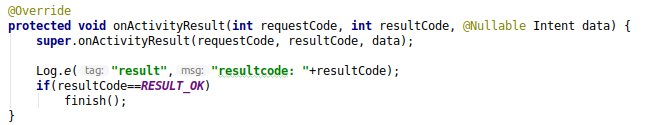 @Override
protected void onActivityResult(int requestCode, int resultCode, @Nullable Intent data) {
super.onActivityResult(requestCode, resultCode, data);
Log.e( tag: "result", msg: "resultcode: "+resultCode);
if(resultCode==RESULT_OK)
finish();
}